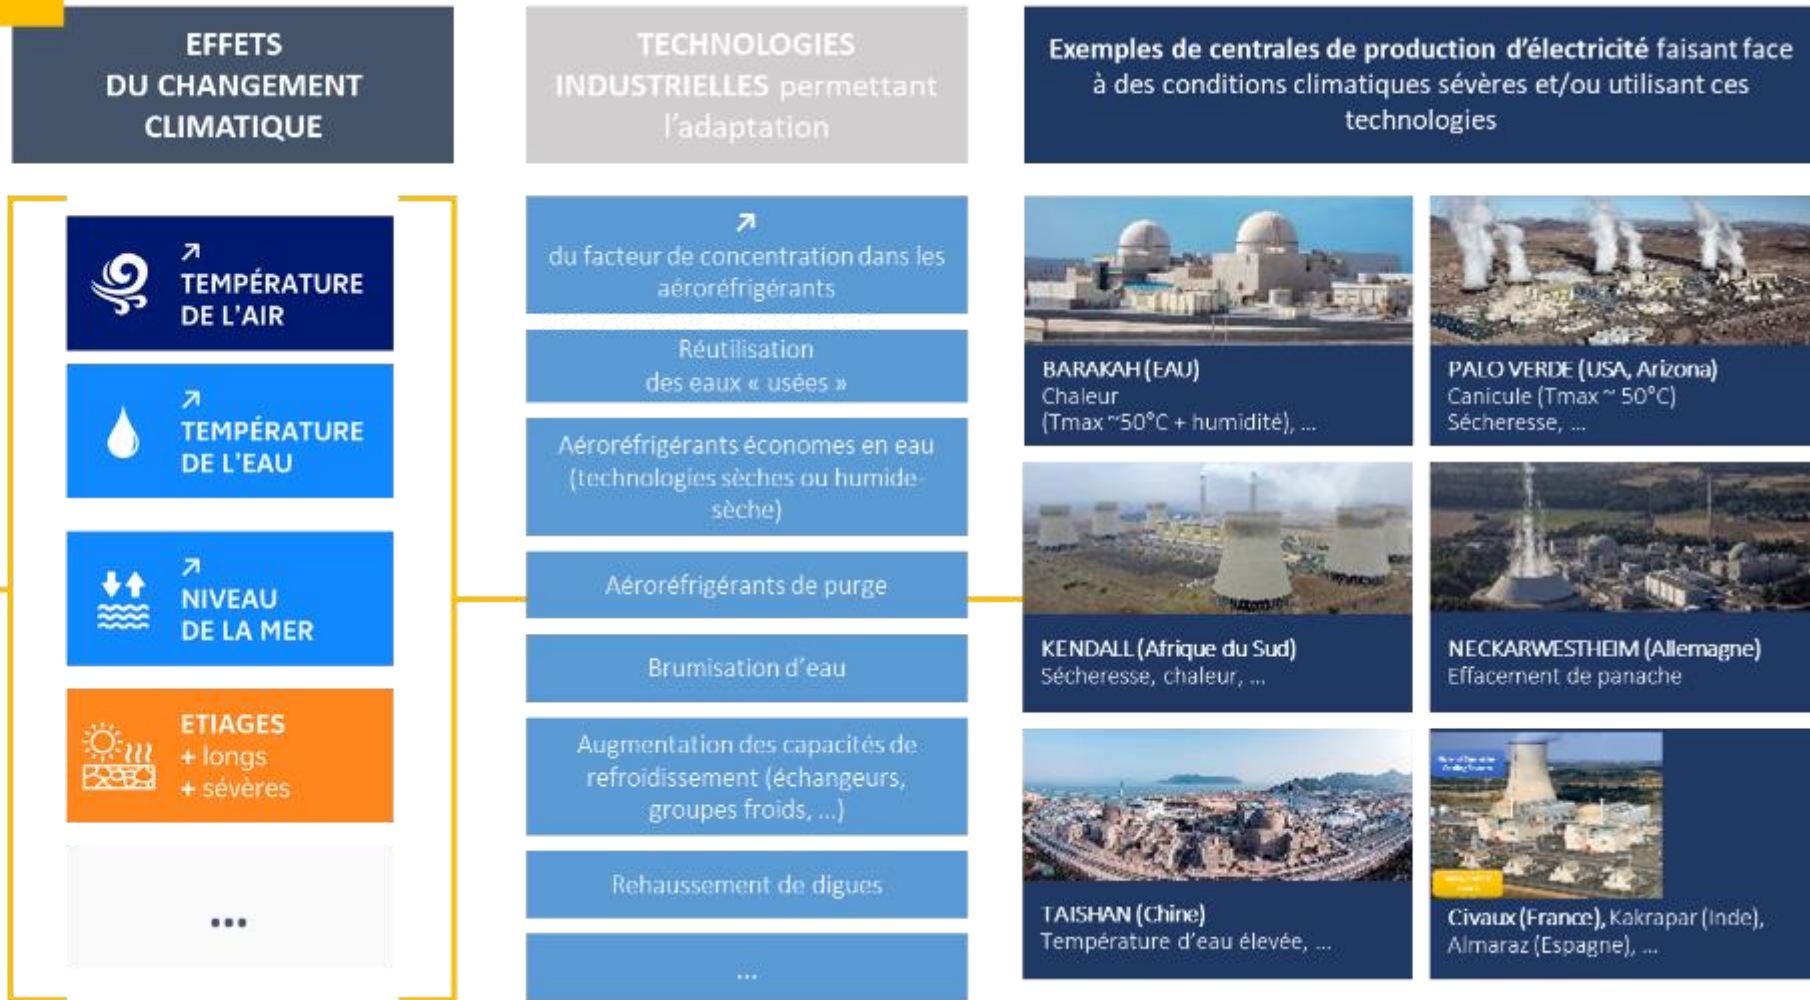 EFFETS
DU CHANGEMENT
CLIMATIQUE
↗
TEMPÉRATURE
DE L'AIR
↗
TEMPÉRATURE
DE L'EAU
↗
NIVEAU
DE LA MER
ETIAGES
+ longs
+ sévères
...
TECHNOLOGIES
INDUSTRIELLES permettant
l'adaptation
↗
du facteur de concentration dans les
aéroréfrigérants
Réutilisation
des eaux « usées »
Aéroréfrigérants économes en eau
(technologies sèches ou humide-
sèche)
Aéroréfrigérants de purge
Brumisation d'eau
Augmentation des capacités de
refroidissement (échangeurs,
groupes froids, ...)
Rehaussement de digues
...
Exemples de centrales de production d'électricité faisant face
à des conditions climatiques sévères et/ou utilisant ces
technologies
BARAKAH (EAU)
Chaleur
(Tmax ~50°C + humidité), ...
PALO VERDE (USA, Arizona)
Canicule (Tmax ~ 50°C)
Sécheresse, ...
KENDALL (Afrique du Sud)
Sécheresse, chaleur, ...
NECKARWESTHEIM (Allemagne)
Effacement de panache
TAISHAN (Chine)
Température d'eau élevée, ...
Civaux (France), Kakrapar (Inde),
Almaraz (Espagne), ...